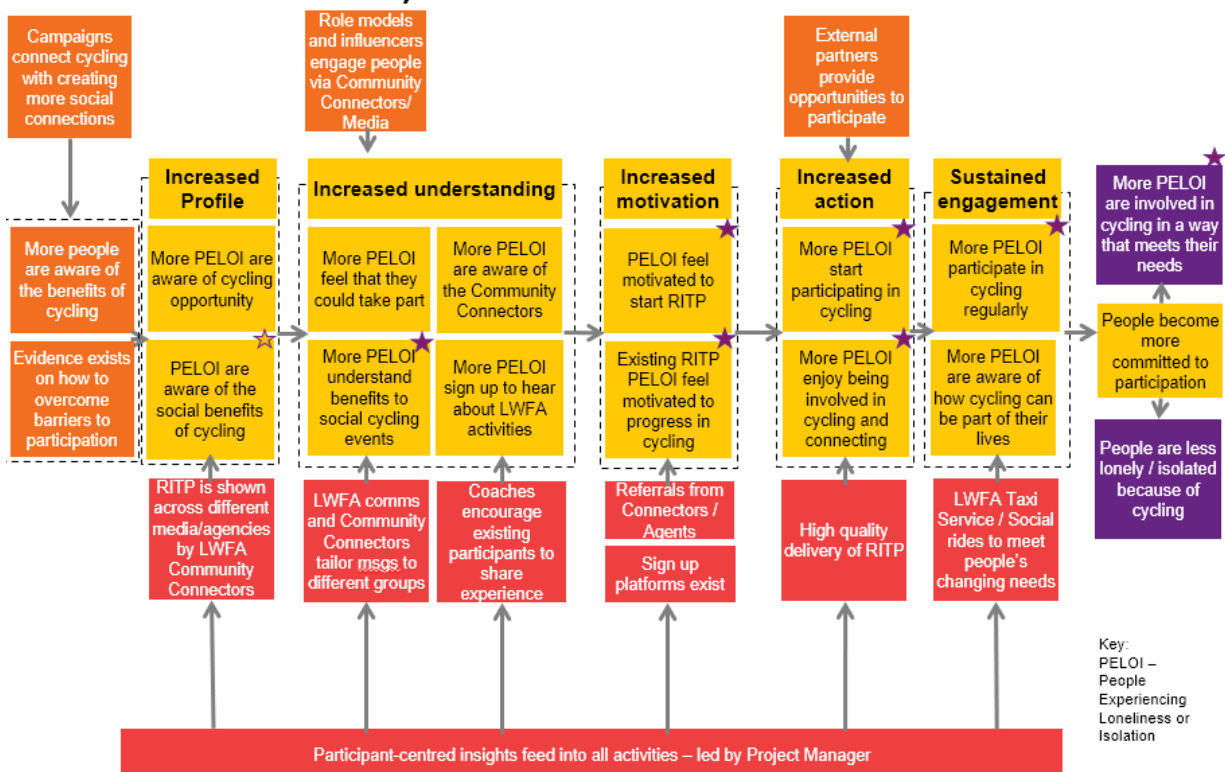 Campaigns
connect cycling
with creating
more social
connections
Role models
and influencers
engage people
via Community
Connectors/
Media
External
partners
provide
opportunities to
participate
Increased
Profile
Increased understanding
Increased
motivation
Increased
action
Sustained
engagement
More people
are aware of
the benefits of
cycling
Evidence exists
on how to
overcome
barriers to
participation
More PELOI are
aware of cycling
opportunity
PELOI are
aware of the
social benefits
of cycling
More PELOI
feel that they
could take part
More PELOI
understand
benefits to
social cycling
events
More PELOI
are aware of
the Community
Connectors
More PELOI
sign up to hear
about LWFA
activities
PELOI feel
motivated to
start RITP
Existing RITP
PELOI feel
motivated to
progress in
cycling
More PELOI
start
participating in
cycling
More PELOI
enjoy being
involved in
cycling and
connecting
More PELOI
participate in
cycling
regularly
More PELOI
are aware of
how cycling can
be part of their
lives
More PELOI
are involved in
cycling in a way
that meets their
needs
People become
more
committed to
participation
People are less
lonely / isolated
because of
cycling
RITP is shown
across different
media/agencies
by LWFA
Community
Connectors
LWFA comms
and Community
Connectors
tailor msgs to
different groups
Coaches
encourage
existing
participants to
share
experience
Referrals from
Connectors /
Agents
Sign up
platforms exist
High quality
delivery of RITP
LWFA Taxi
Service / Social
rides to meet
people's
changing needs
Key:
PELOI –
People
Experiencing
Loneliness or
Isolation
Participant-centred insights feed into all activities – led by Project Manager